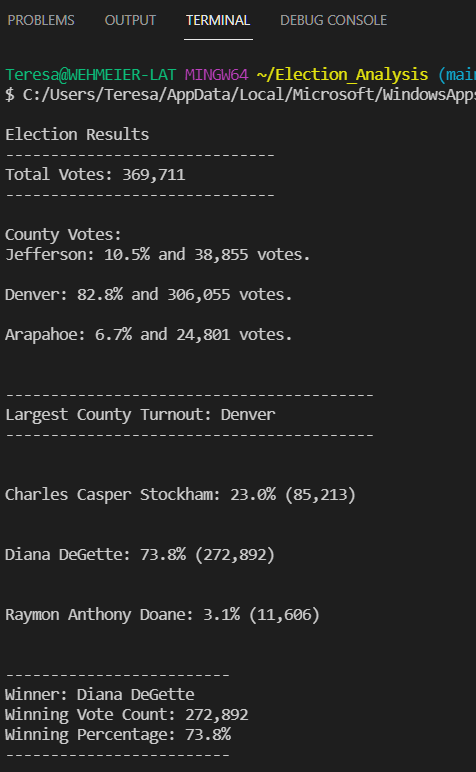 PROBLEMS OUTPUT TERMINAL DEBUG CONSOLE
Teresa@WEHMEIER-LAT MINGW64 ~/Election Analysis (main
$ C:/Users/Teresa/AppData/Local/Microsoft/WindowsApps
Election Results
------------------------------
Total Votes: 369,711
------------------------------
County Votes:
Jefferson: 10.5% and 38,855 votes.
Denver: 82.8% and 306,055 votes.
Arapahoe: 6.7% and 24,801 votes.
-----------------------------------------
Largest County Turnout: Denver
-----------------------------------------
Charles Casper Stockham: 23.0% (85,213)
Diana DeGette: 73.8% (272,892)
Raymon Anthony Doane: 3.1% (11,606)
-------------------------
Winner: Diana DeGette
Winning Vote Count: 272,892
Winning Percentage: 73.8%
-------------------------